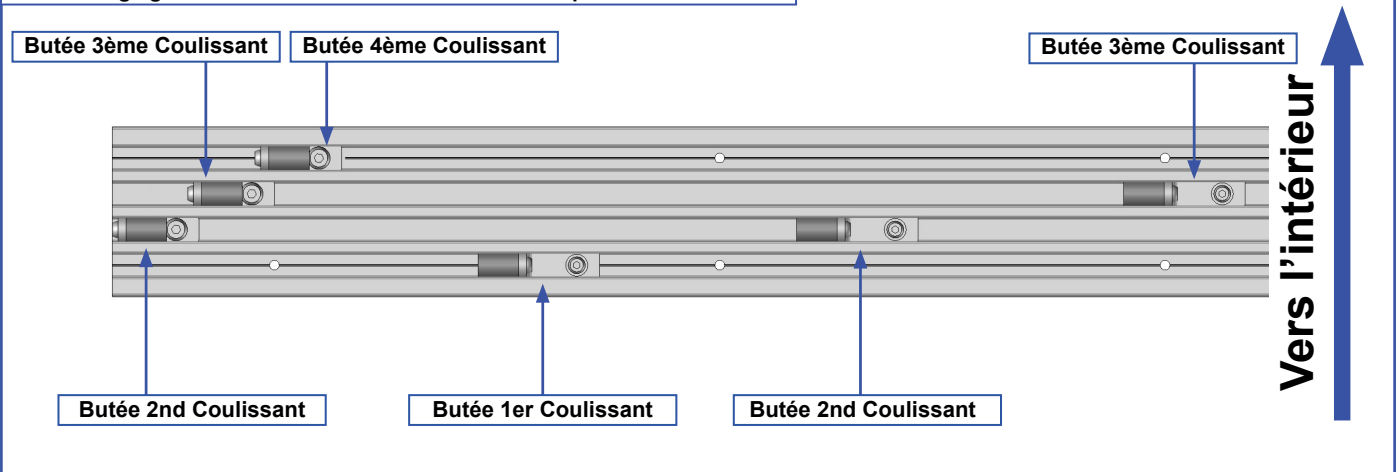 Butée 3ème Coulissant
Butée 4ème Coulissant
Butée 3ème Coulissant
Vers l'intérieur
Butée 2nd Coulissant
Butée 1er Coulissant
Butée 2nd Coulissant